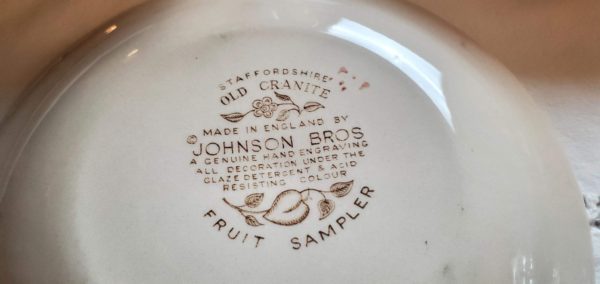 STAFFORDSHIRE
OLD GRANITE
MADE IN ENGLAND BY
© JOHNSON BROS
A GENUINE HAND ENGRAVING
ALL DECORATION UNDER THE
GLAZE DETERGENT & ACID
RESISTING COLOUR
FRUIT SAMPLER